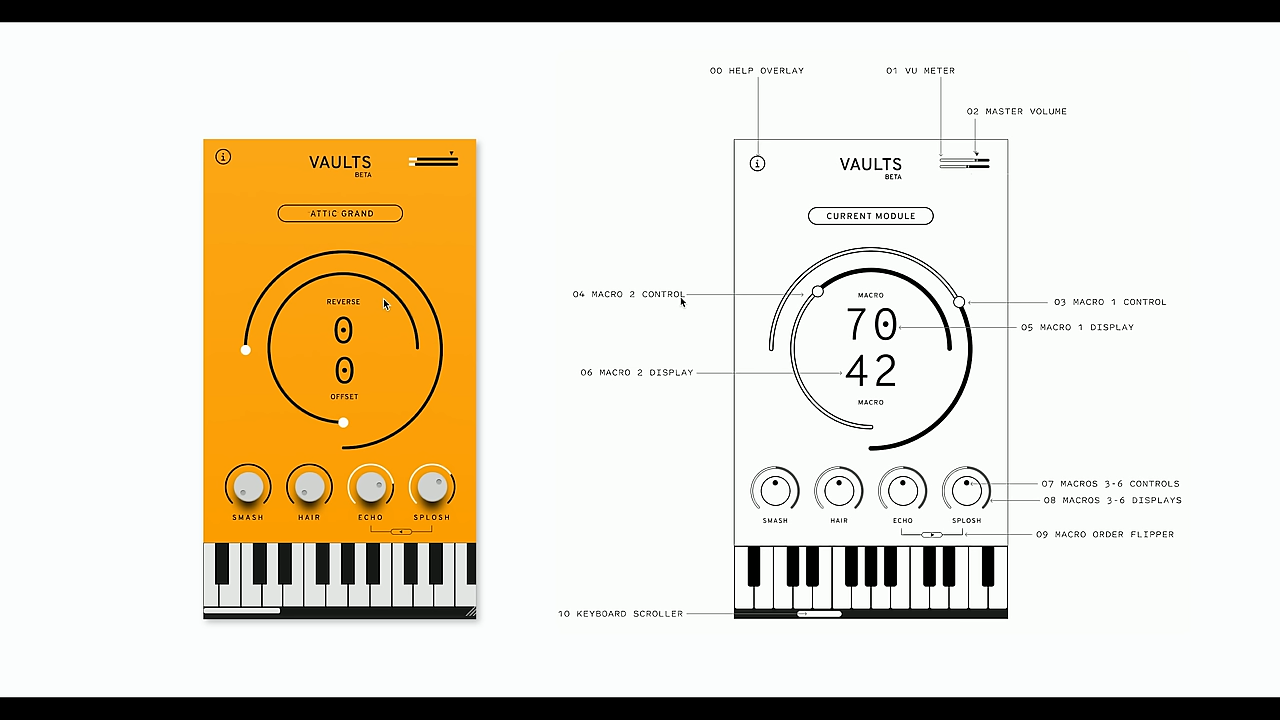 00 HELP OVERLAY
01 VU METER
02 MASTER VOLUME
VAULTS
BETA
ATTIC GRAND
REVERSE
0
0
OFFSET
SMASH
HAIR
ECHO
SPLOSH
VAULTS
BETA
CURRENT MODULE
04 MACRO 2 CONTROL
03 MACRO 1 CONTROL
MACRO
70
05 MACRO 1 DISPLAY
42
06 MACRO 2 DISPLAY
MACRO
07 MACROS 3-6 CONTROLS
08 MACROS 3-6 DISPLAYS
SMASH
HAIR
ECHO
SPLOSH
09 MACRO ORDER FLIPPER
10 KEYBOARD SCROLLER